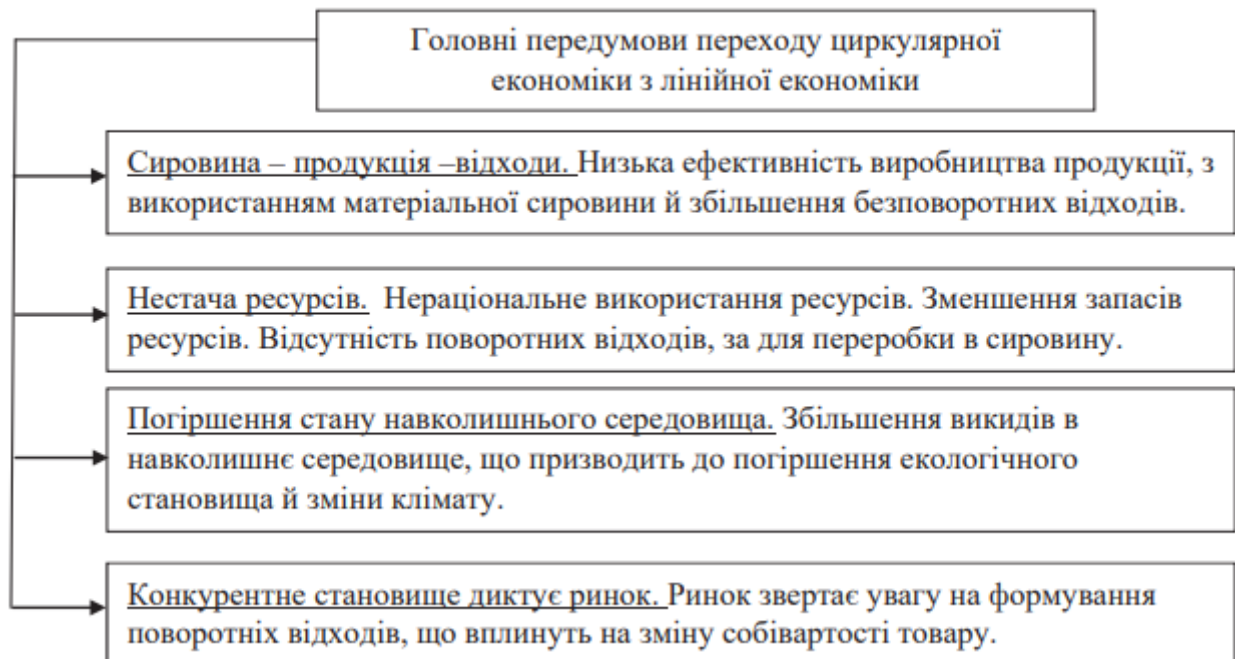 Головні передумови переходу циркулярної
економіки з лінійної економіки
Сировина – продукція –відходи. Низька ефективність виробництва продукції, з
використанням матеріальної сировини й збільшення безповоротних відходів.
Нестача ресурсів.  Нераціональне використання ресурсів. Зменшення запасів
ресурсів. Відсутність поворотних відходів, за для переробки в сировину.
Погіршення стану навколишнього середовища. Збільшення викидів в
навколишнє середовище, що призводить до погіршення екологічного
становища й зміни клімату.
Конкурентне становище диктує ринок. Ринок звертає увагу на формування
поворотніх відходів, що вплинуть на зміну собівартості товару.